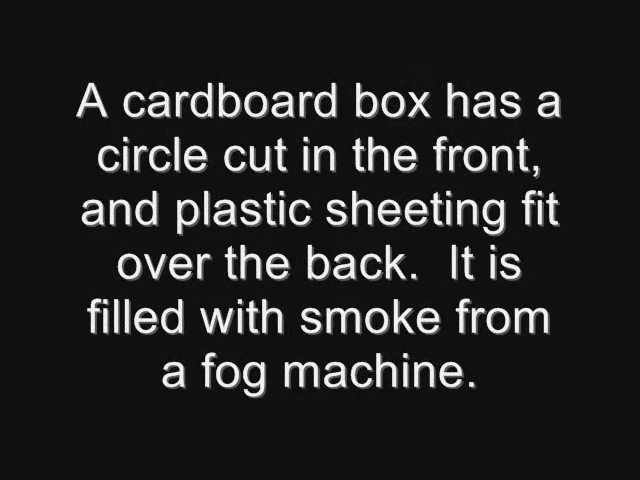 A cardboard box has a
circle cut in the front,
and plastic sheeting fit
over the back.  It is
filled with smoke from
a fog machine.